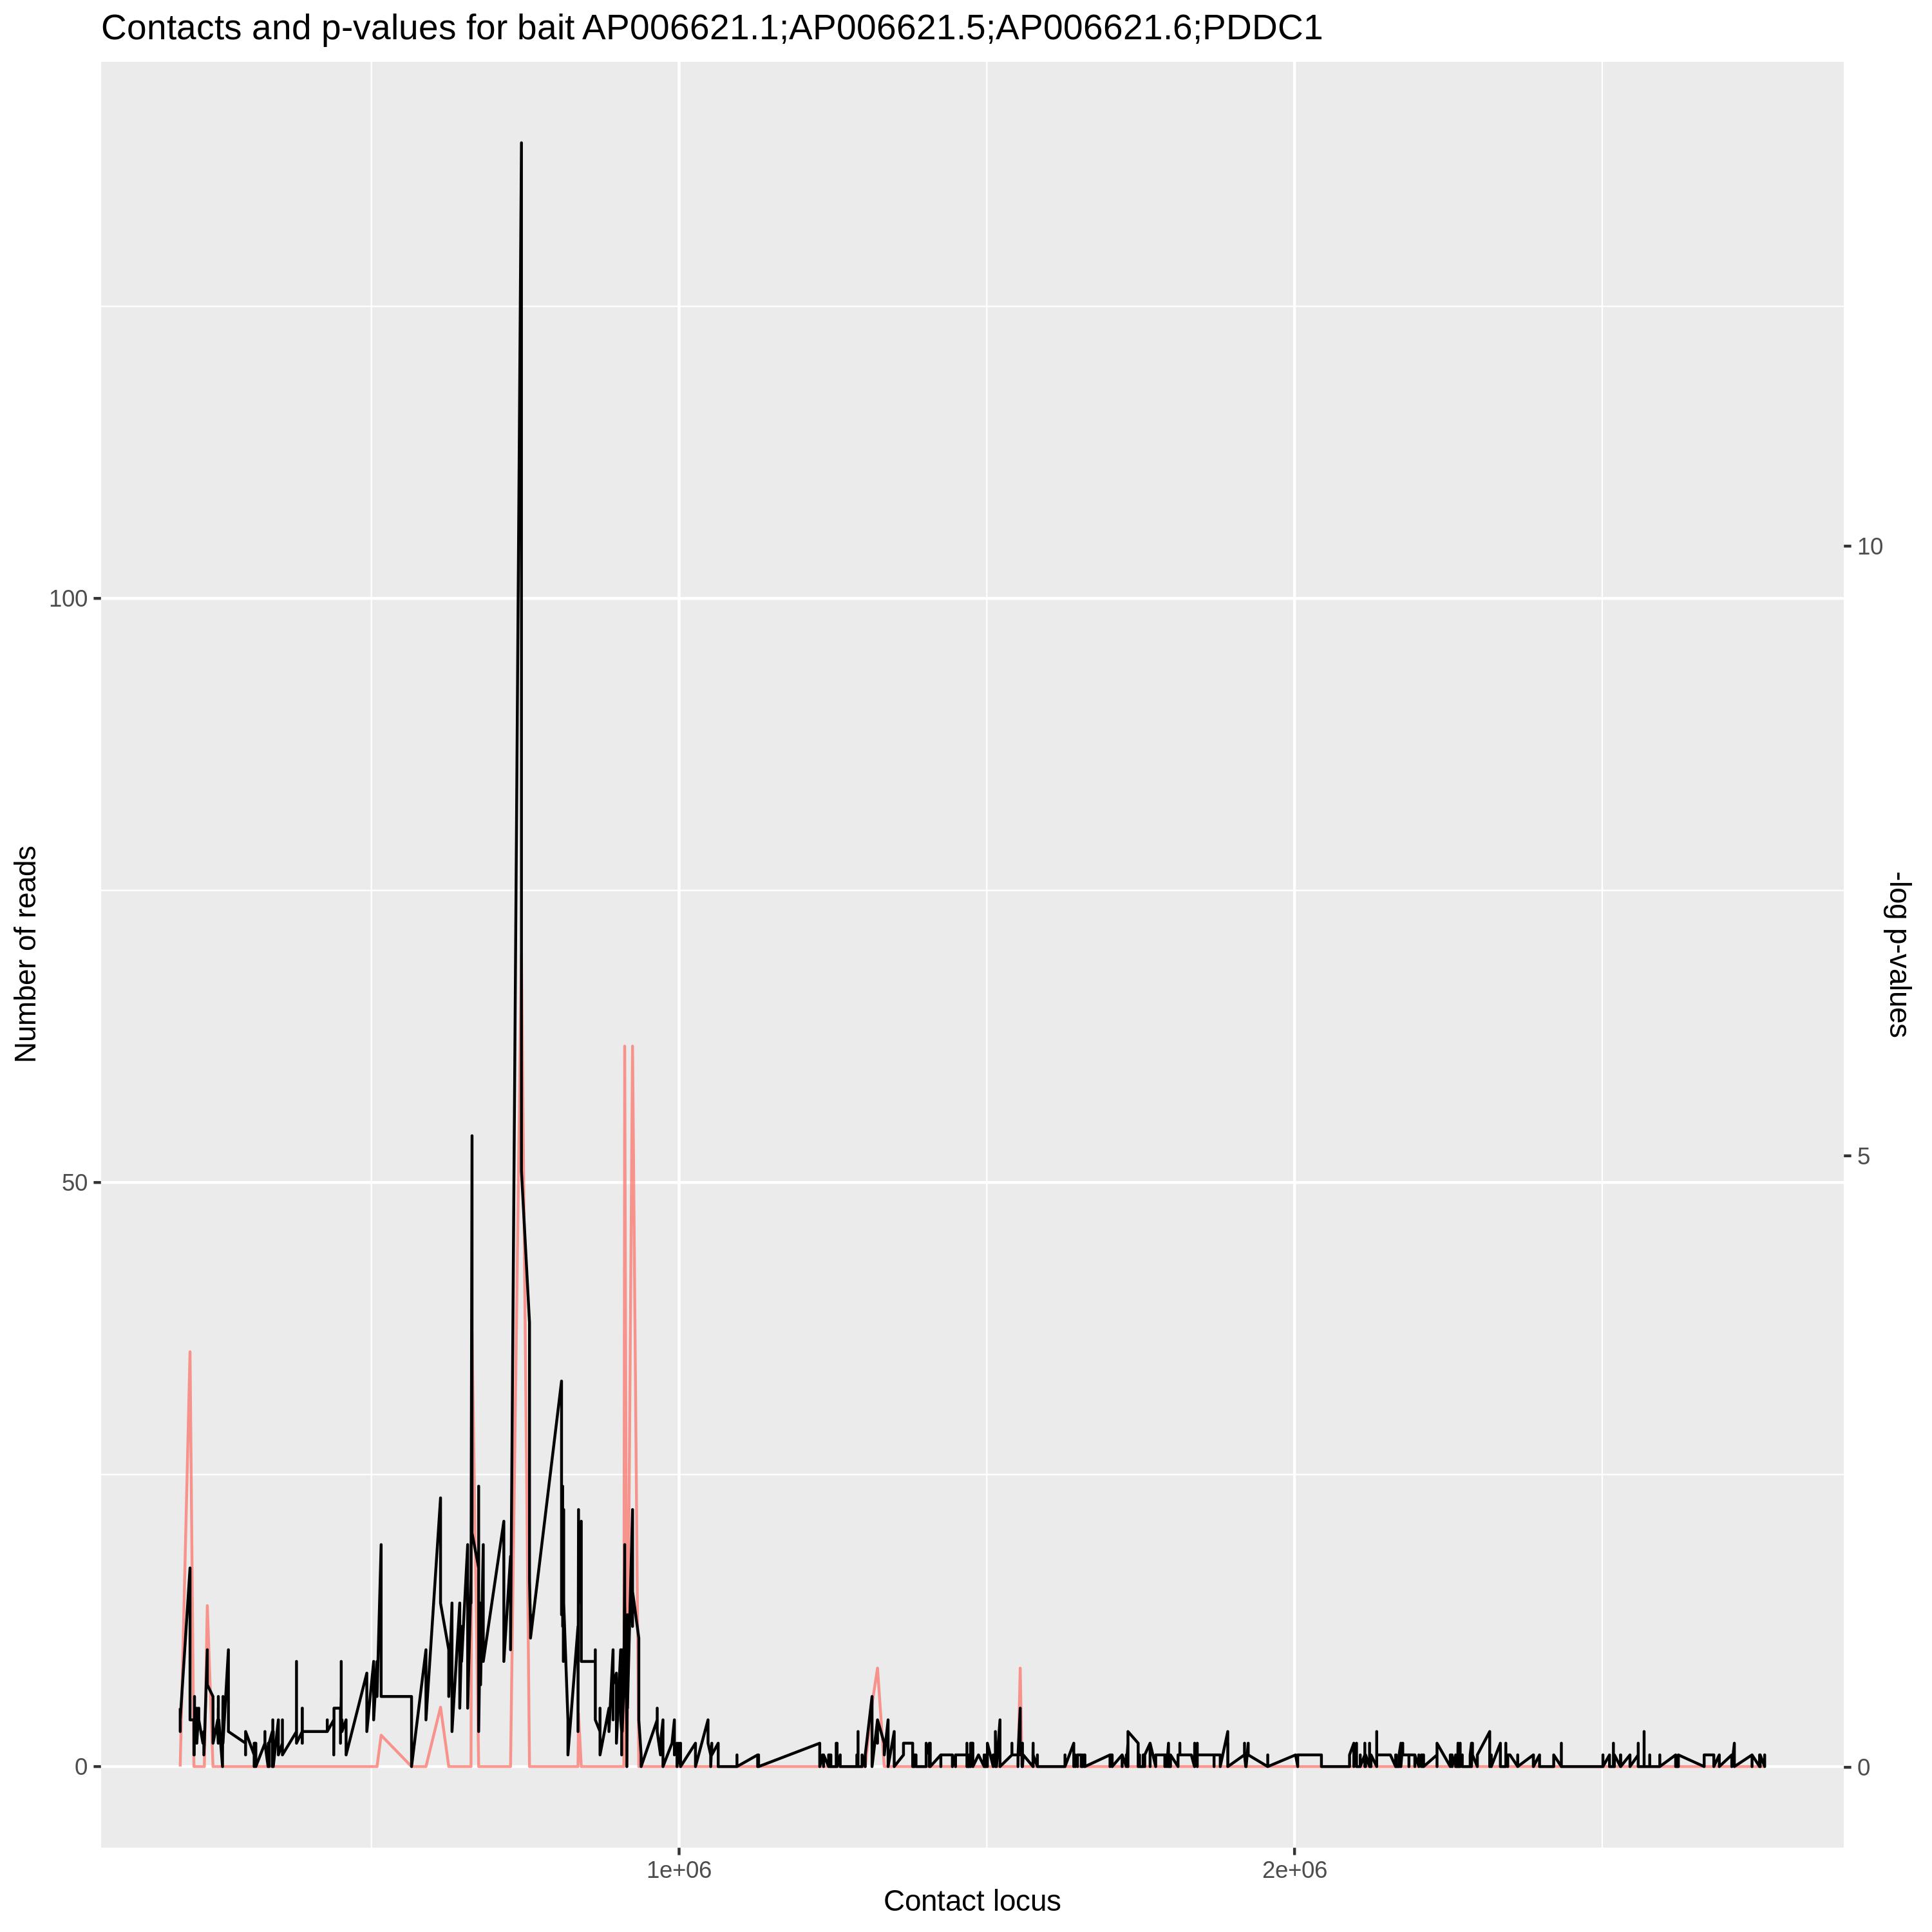 Contacts and p-values for bait AP006621.1;AP006621.5;AP006621.6;PDDC1
Number of reads
100
50
0
10
5
0
-log p-values
1e+06
2e+06
Contact locus